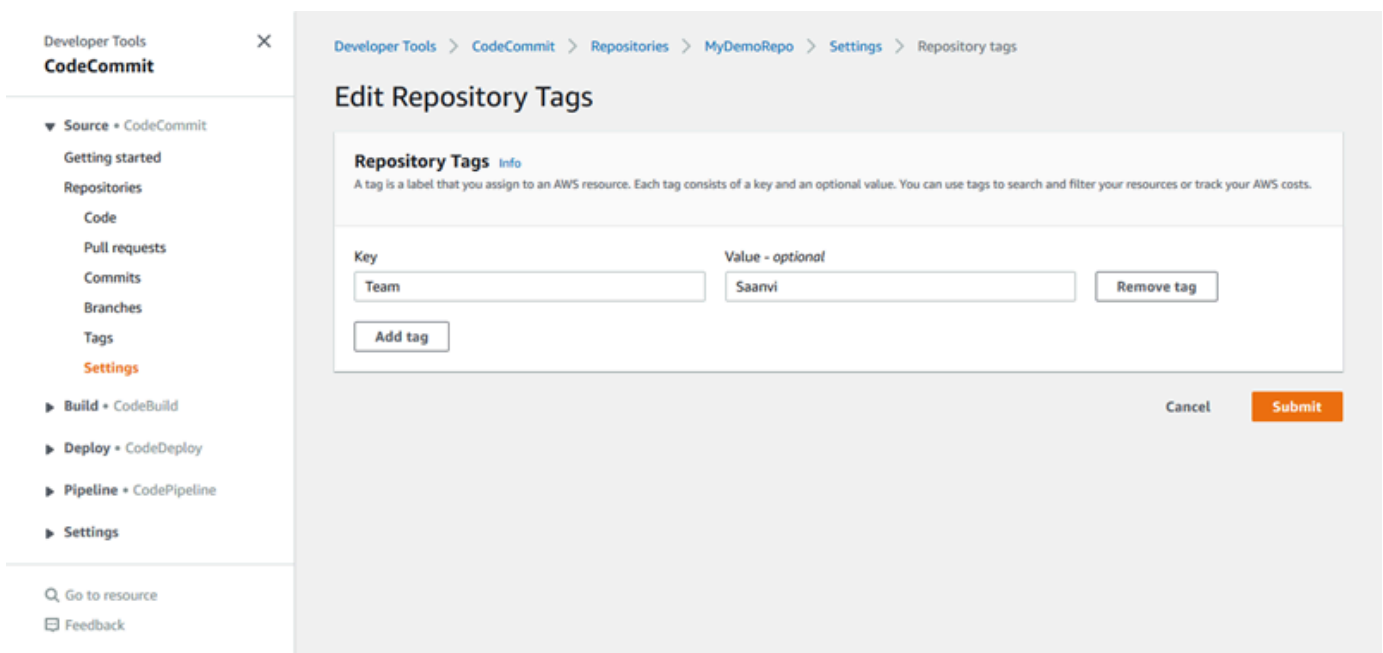 Developer Tools
CodeCommit
Source • CodeCommit
Getting started
Repositories
Code
Pull requests
Commits
Branches
Tags
Settings
Build • CodeBuild
Deploy • CodeDeploy
Pipeline • CodePipeline
Settings
Go to resource
Feedback
Developer Tools > CodeCommit > Repositories > MyDemoRepo > Settings > Repository tags
Edit Repository Tags
Repository Tags Info
A tag is a label that you assign to an AWS resource. Each tag consists of a key and an optional value. You can use tags to search and filter your resources or track your AWS costs.
Key Value - optional
Team Saanvi Remove tag
Add tag
Cancel Submit